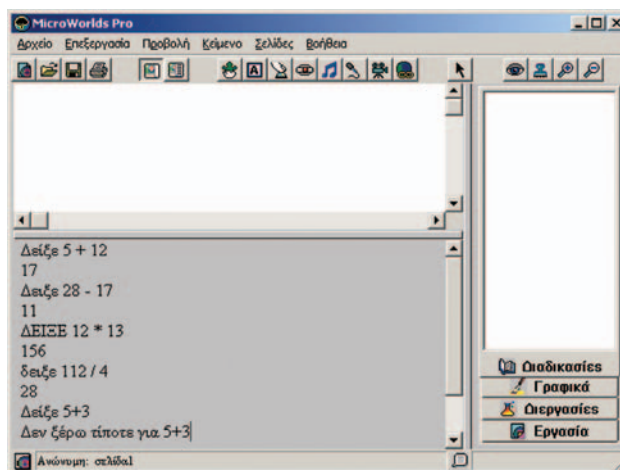 MicroWorlds Pro
Αρχείο Επεξεργασία Προβολή Κείμενο Σελίδες Βοήθεια
Δείξε 5 + 12
17
Δειξε 28 - 17
11
ΔΕΙΞΕ 12 * 13
156
δειξε 112 / 4
28
Δείξε 5+3
Δεν ξέρω τίποτε για 5+3
Διαδικασίες
Γραφικά
Διεργασίες
Εργασία
Ανώνυμη: σελίδα1